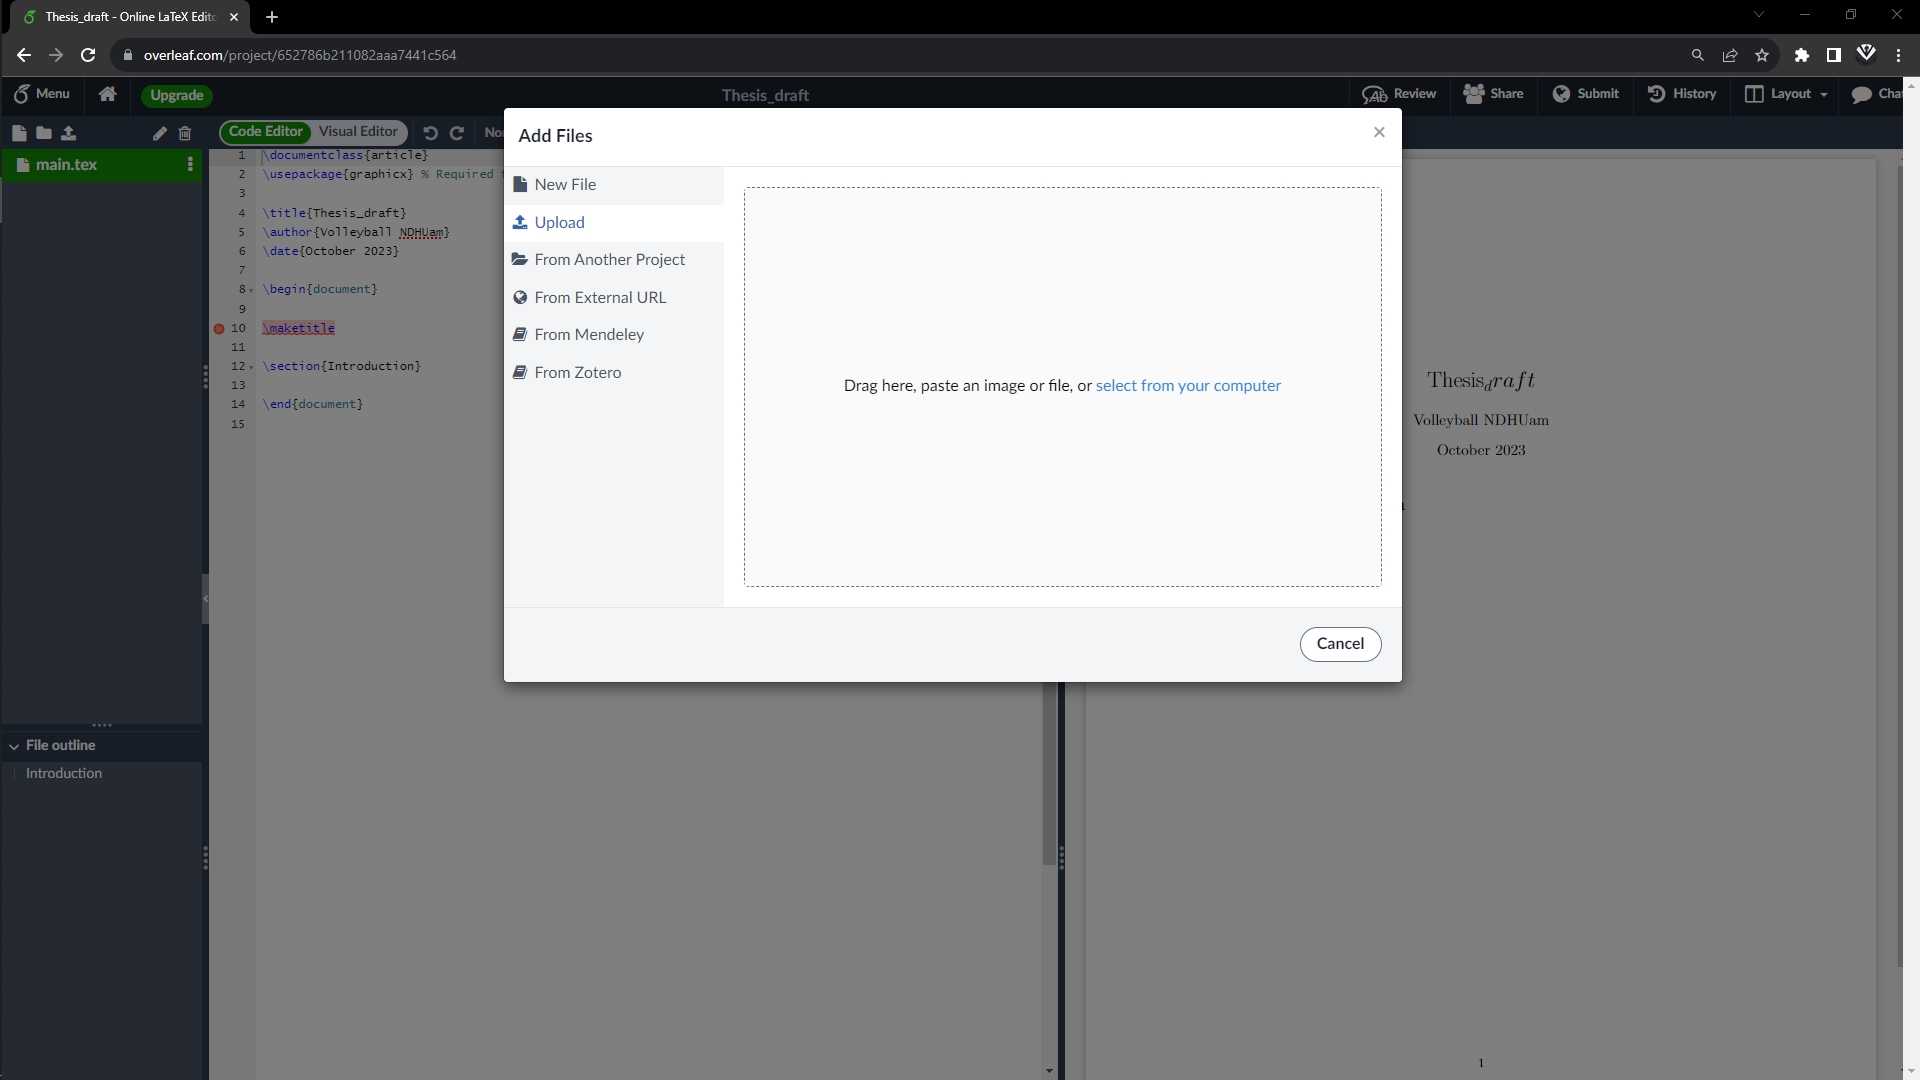 Thesis_draft - Online LaTeX Edito
overleaf.com/project/652786b211082aaa7441c564
Menu
Upgrade
Thesis_draft
Review
Share
Submit
History
Layout
Code Editor
Visual Editor
main.tex
1 \documentclass{article}
2 \usepackage{graphicx} % Required
3
4 \title{Thesis_draft}
5 \author{Volleyball NDHUam}
6 \date{October 2023}
7
8 \begin{document}
9
10 \maketitle
11
12 \section{Introduction}
13
14 \end{document}
15
File outline
Introduction
Add Files
×
New File
Upload
From Another Project
From External URL
From Mendeley
From Zotero
Drag here, paste an image or file, or select from your computer
Cancel
Thesis_draft
Volleyball NDHUam
October 2023
1